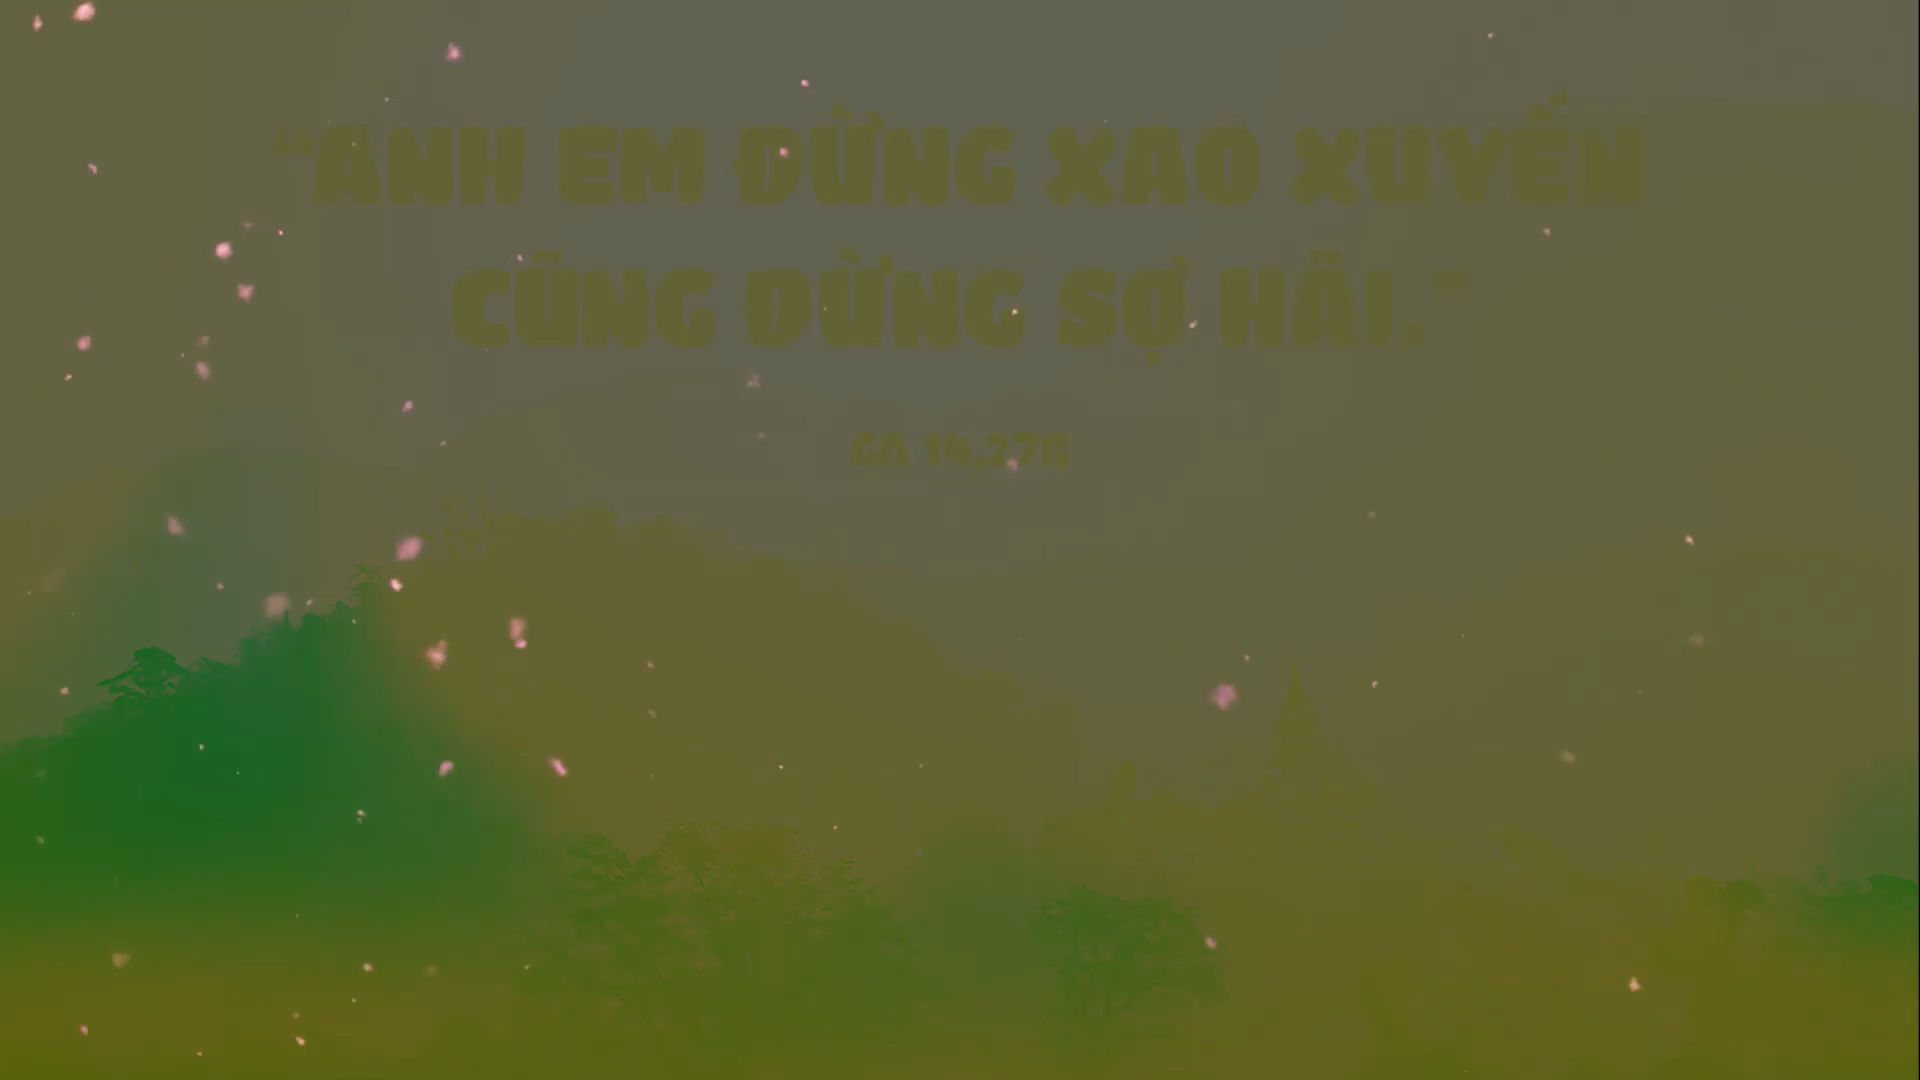 “ANH EM ĐỪNG XAO XUYẾN
CŨNG ĐỪNG SỢ HÃI.”
GA 14,27B